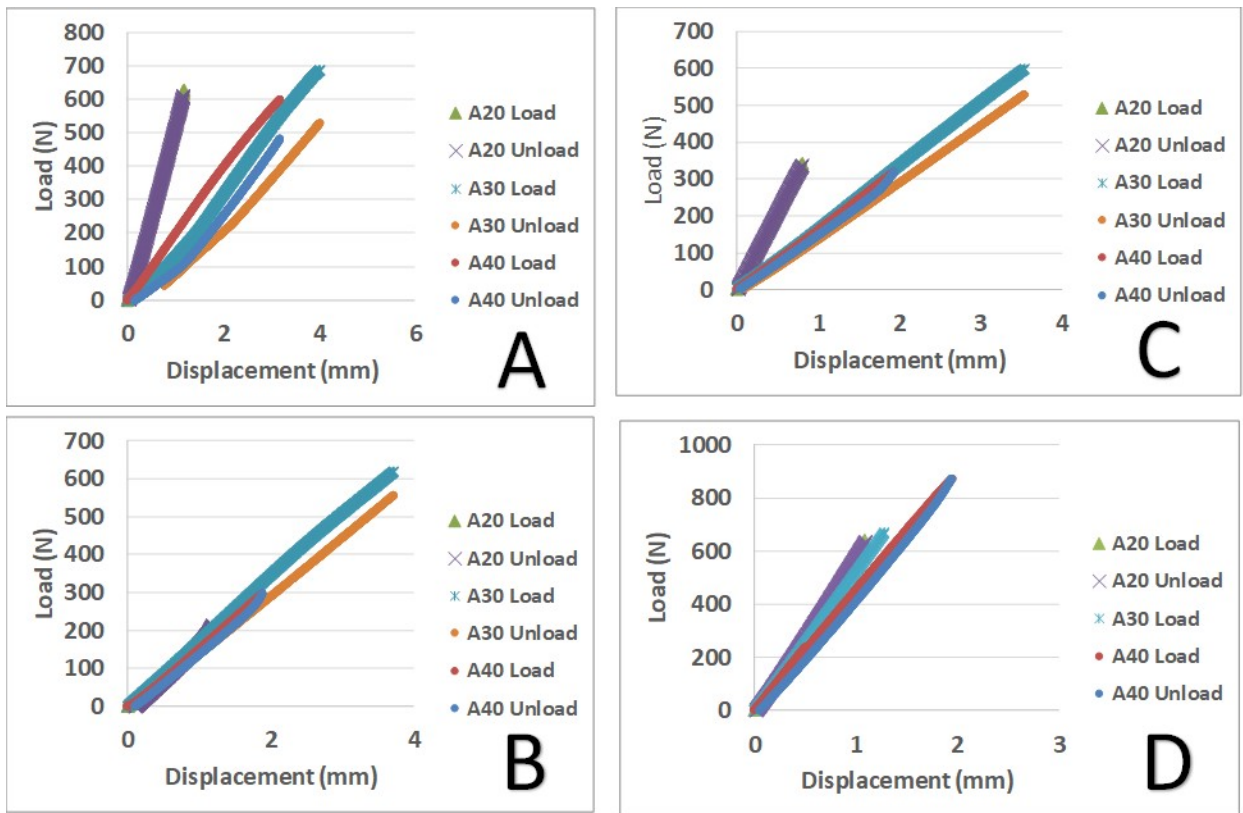 800
700
600
500
400
300
200
100
0
Load (N)
0 2 4 6
Displacement (mm)
A20 Load
A20 Unload
A30 Load
A30 Unload
A40 Load
A40 Unload
A
700
600
500
400
300
200
100
0
Load (N)
0 1 2 3 4
Displacement (mm)
A20 Load
A20 Unload
A30 Load
A30 Unload
A40 Load
A40 Unload
C
700
600
500
400
300
200
100
0
Load (N)
0 2 4
Displacement (mm)
A20 Load
A20 Unload
A30 Load
A30 Unload
A40 Load
A40 Unload
B
1000
800
600
400
200
0
Load (N)
0 1 2 3
Displacement (mm)
A20 Load
A20 Unload
A30 Load
A40 Load
A40 Unload
D